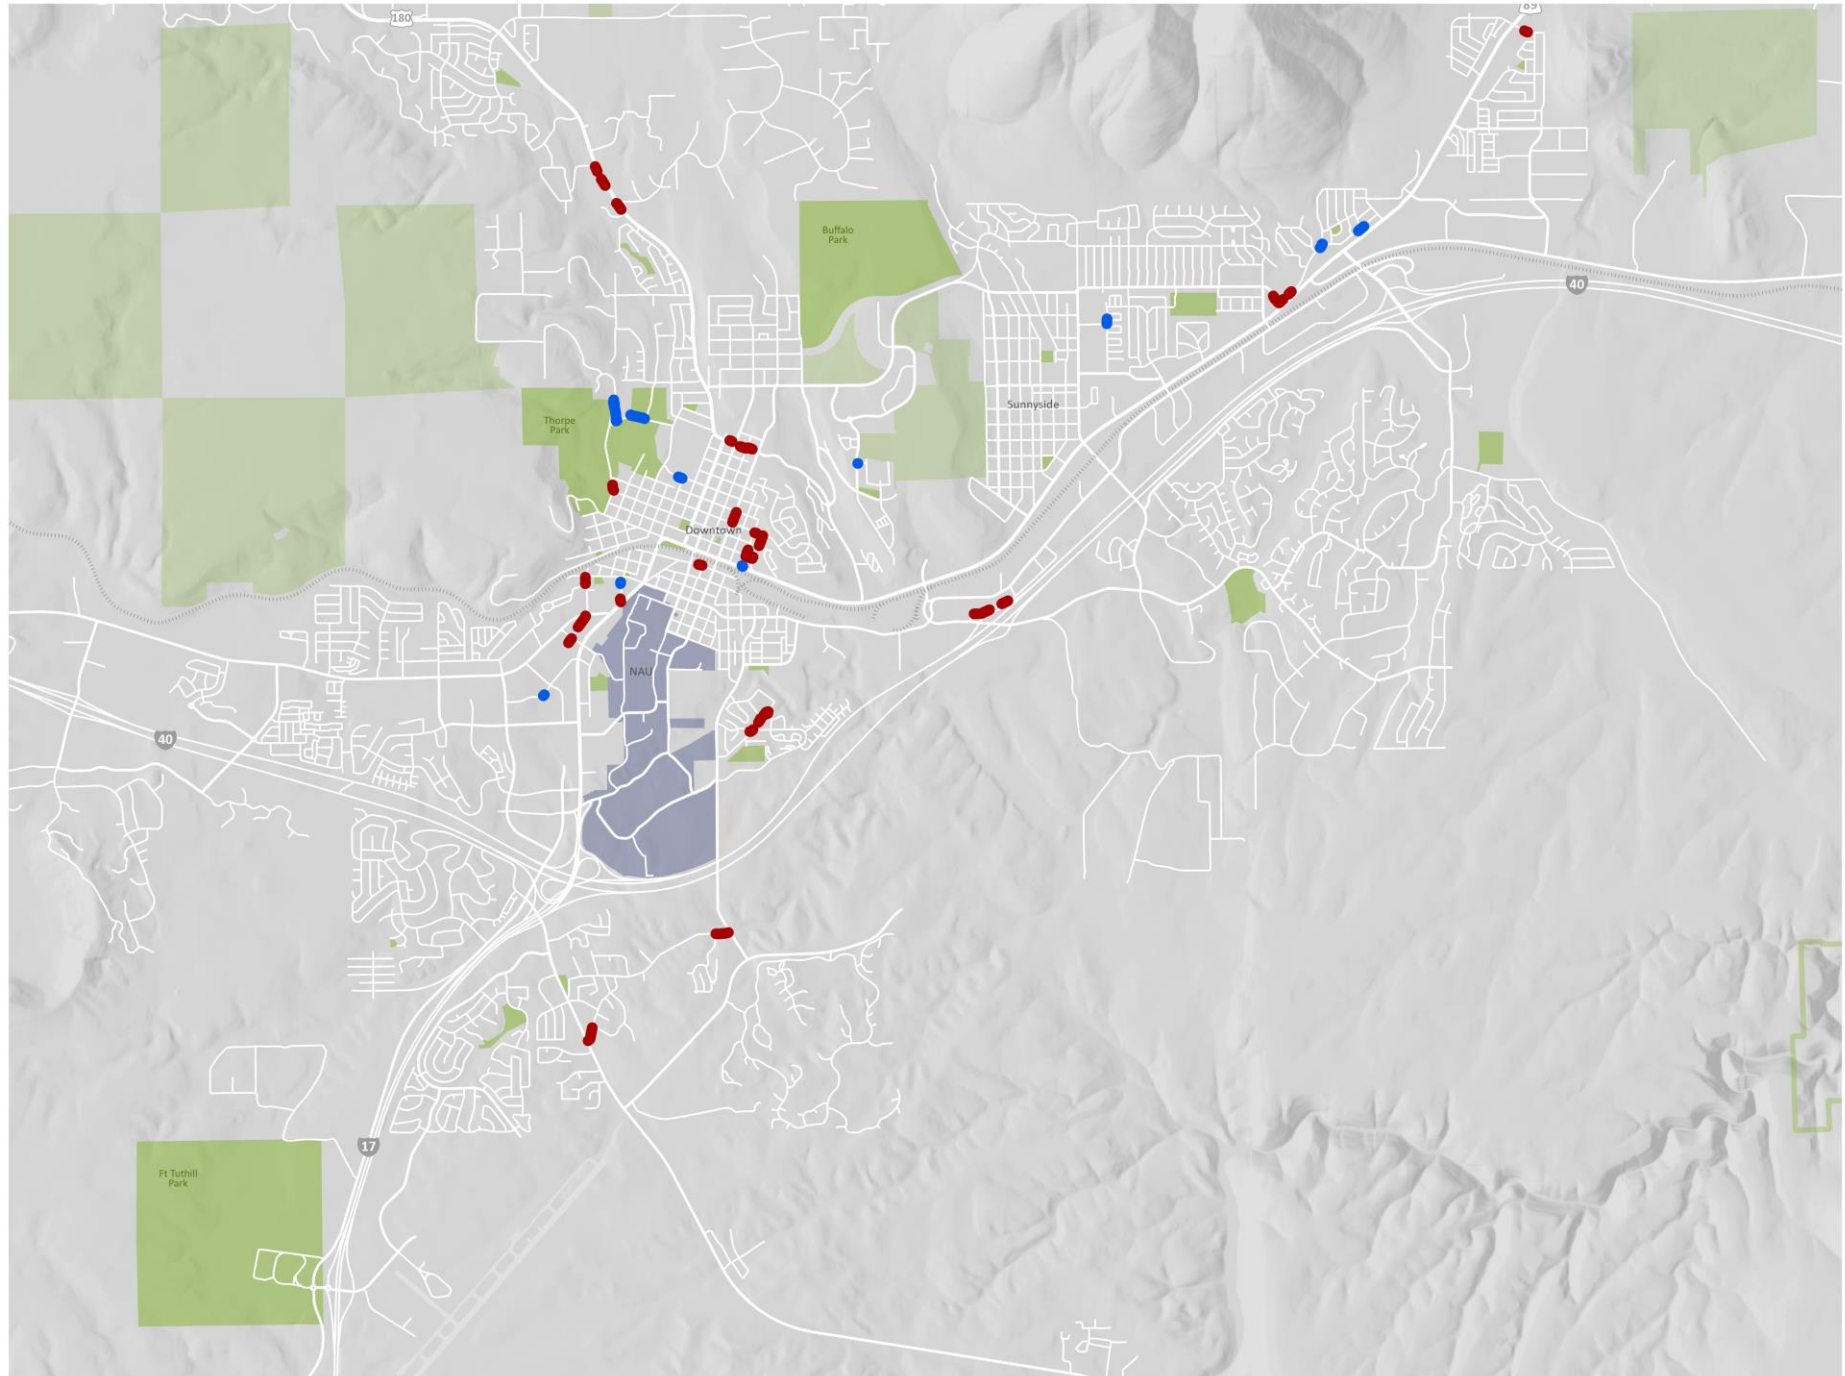 180
89
Buffalo
Park
40
Sunnyside
Thorpe
Park
Downtown
NAU
40
17
Ft Tuthill
Park